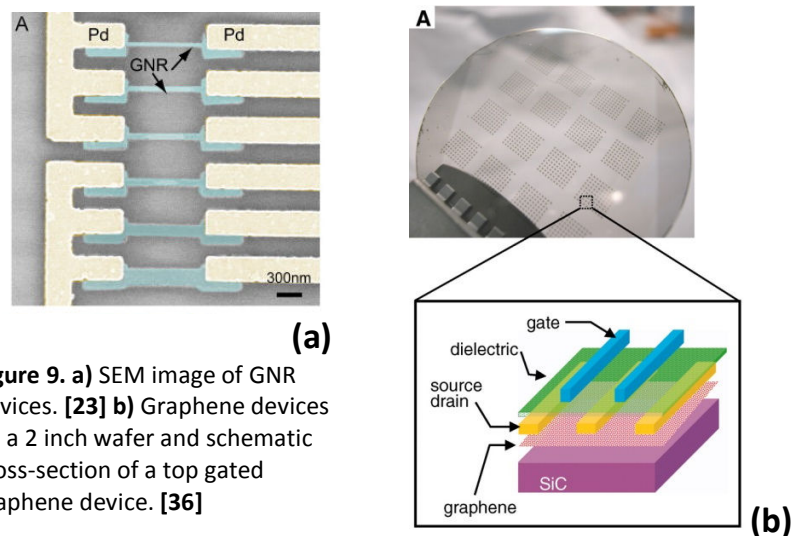 A
Pd
Pd
GNR
300nm
(a)
gure 9. a) SEM image of GNR
vices. [23] b) Graphene devices
a 2 inch wafer and schematic
oss-section of a top gated
aphene device. [36]
A
gate
dielectric
source
drain
graphene
SiC
(b)